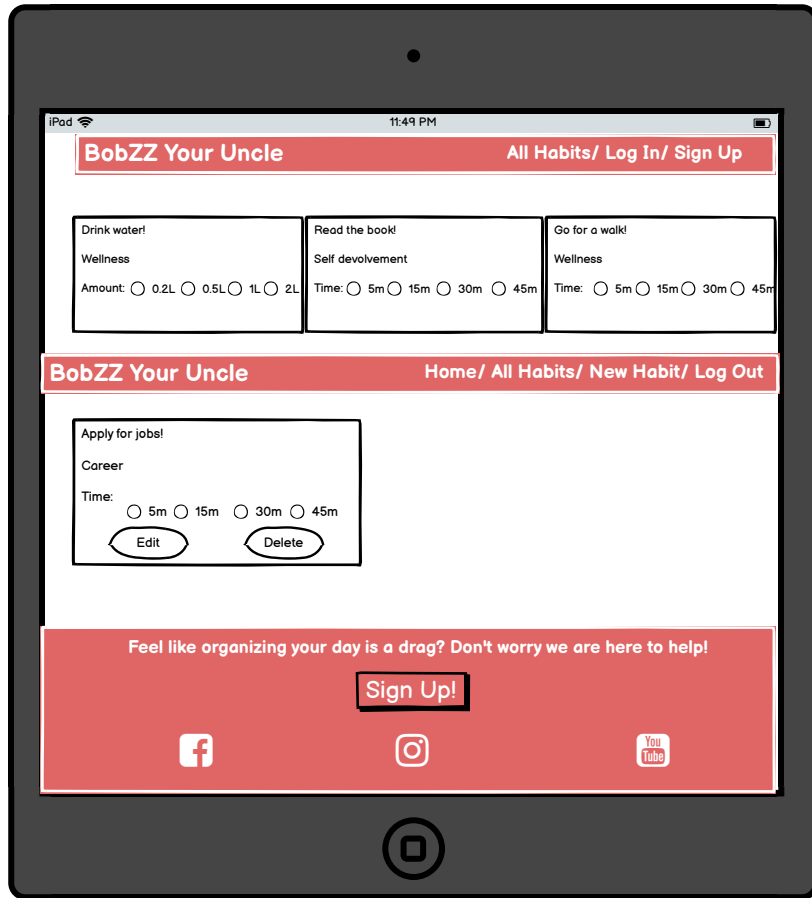 iPad 11:49 PM
BobZZ Your Uncle All Habits/ Log In/ Sign Up
Drink water!
Wellness
Amount: 0.2L 0.5L 1L 2L
Read the book!
Self devolvement
Time: 5m 15m 30m 45m
Go for a walk!
Wellness
Time: 5m 15m 30m 45m
BobZZ Your Uncle Home/ All Habits/ New Habit/ Log Out
Apply for jobs!
Career
Time:
5m 15m 30m 45m
Edit Delete
Feel like organizing your day is a drag? Don't worry we are here to help!
Sign Up!
You
Tube